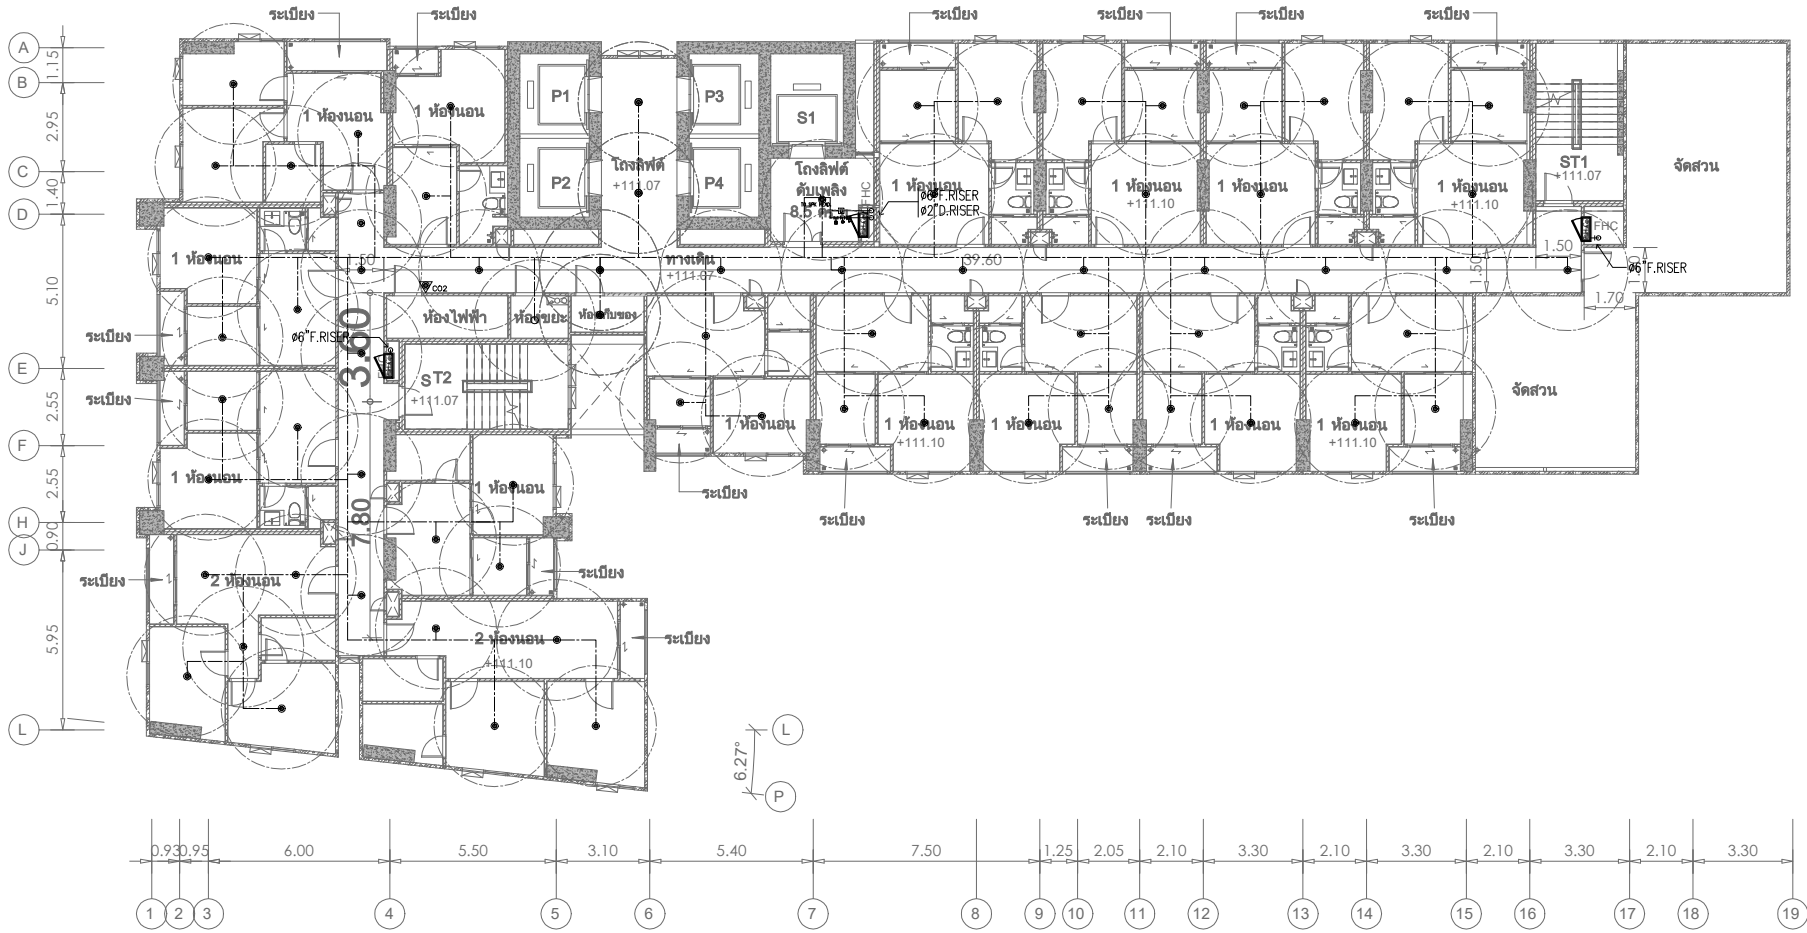 ระเบียง
ระเบียง
ระเบียง
ระเบียง
ระเบียง
ระเบียง
A
1.15
B
2.95
C
1.40
D
5.10
E
2.55
F
2.55
H
0.90
J
5.95
L
1 ห้องนอน
1 ห้องนอน
P1
P2
P3
P4
S1
โถงลิฟต์
+111.07
โถงลิฟต์
ดับเพลิง
FHC
ø6"F.RISER
ø2"D.RISER
1 ห้องนอน
1 ห้องนอน
+111.10
1 ห้องนอน
1 ห้องนอน
+111.10
ST1
+111.07
จัดสวน
FHC
ø6"F.RISER
1 ห้องนอน
1.50
CO2
ทางเดิน
+111.07
39.60
1.50
1.50
1.70
ระเบียง
ø6"F.RISER
3.60
ห้องไฟฟ้า
ห้องขยะ
ห้องเก็บของ
ST2
+111.07
ระเบียง
1 ห้องนอน
1 ห้องนอน
+111.10
1 ห้องนอน
1 ห้องนอน
1 ห้องนอน
+111.10
จัดสวน
1 ห้องนอน
1 ห้องนอน
ระเบียง
7.80
ระเบียง
ระเบียง
ระเบียง
ระเบียง
ระเบียง
2 ห้องนอน
ระเบียง
2 ห้องนอน
+111.10
ระเบียง
L
6.27°
P
0.93
0.95
6.00
5.50
3.10
5.40
7.50
1.25
2.05
2.10
3.30
2.10
3.30
2.10
3.30
2.10
3.30
1
2
3
4
5
6
7
8
9
10
11
12
13
14
15
16
17
18
19